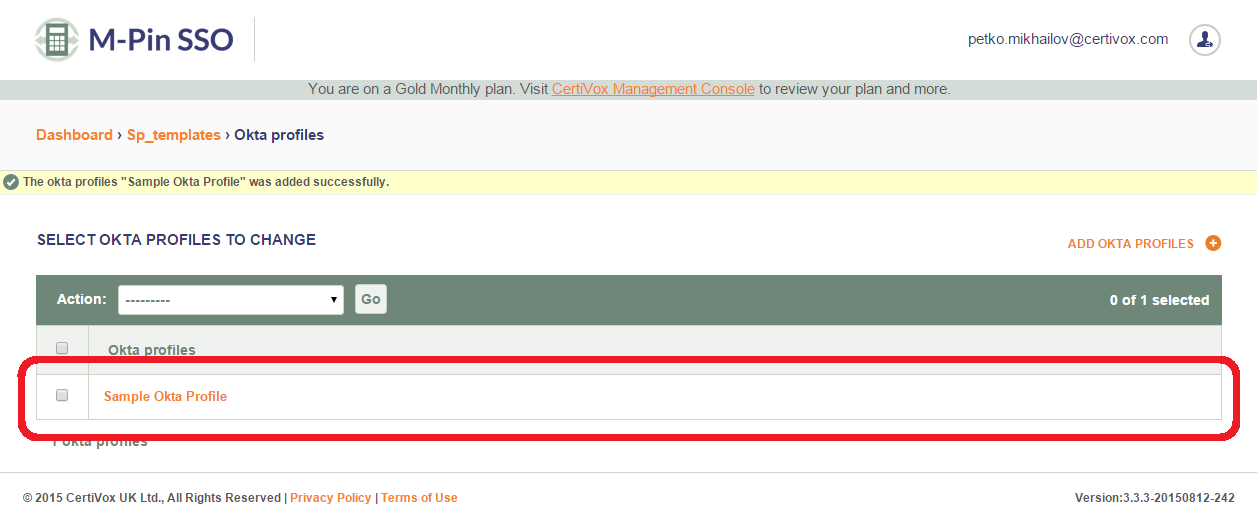 M-Pin SSO
petko.mikhailov@certivox.com
You are on a Gold Monthly plan. Visit CertiVox Management Console to review your plan and more.
Dashboard › Sp_templates › Okta profiles
The okta profiles "Sample Okta Profile" was added successfully.
SELECT OKTA PROFILES TO CHANGE
ADD OKTA PROFILES
Action: --------- Go 0 of 1 selected
Okta profiles
Sample Okta Profile
1 okta profiles
© 2015 CertiVox UK Ltd., All Rights Reserved | Privacy Policy | Terms of Use
Version:3.3.3-20150812-242